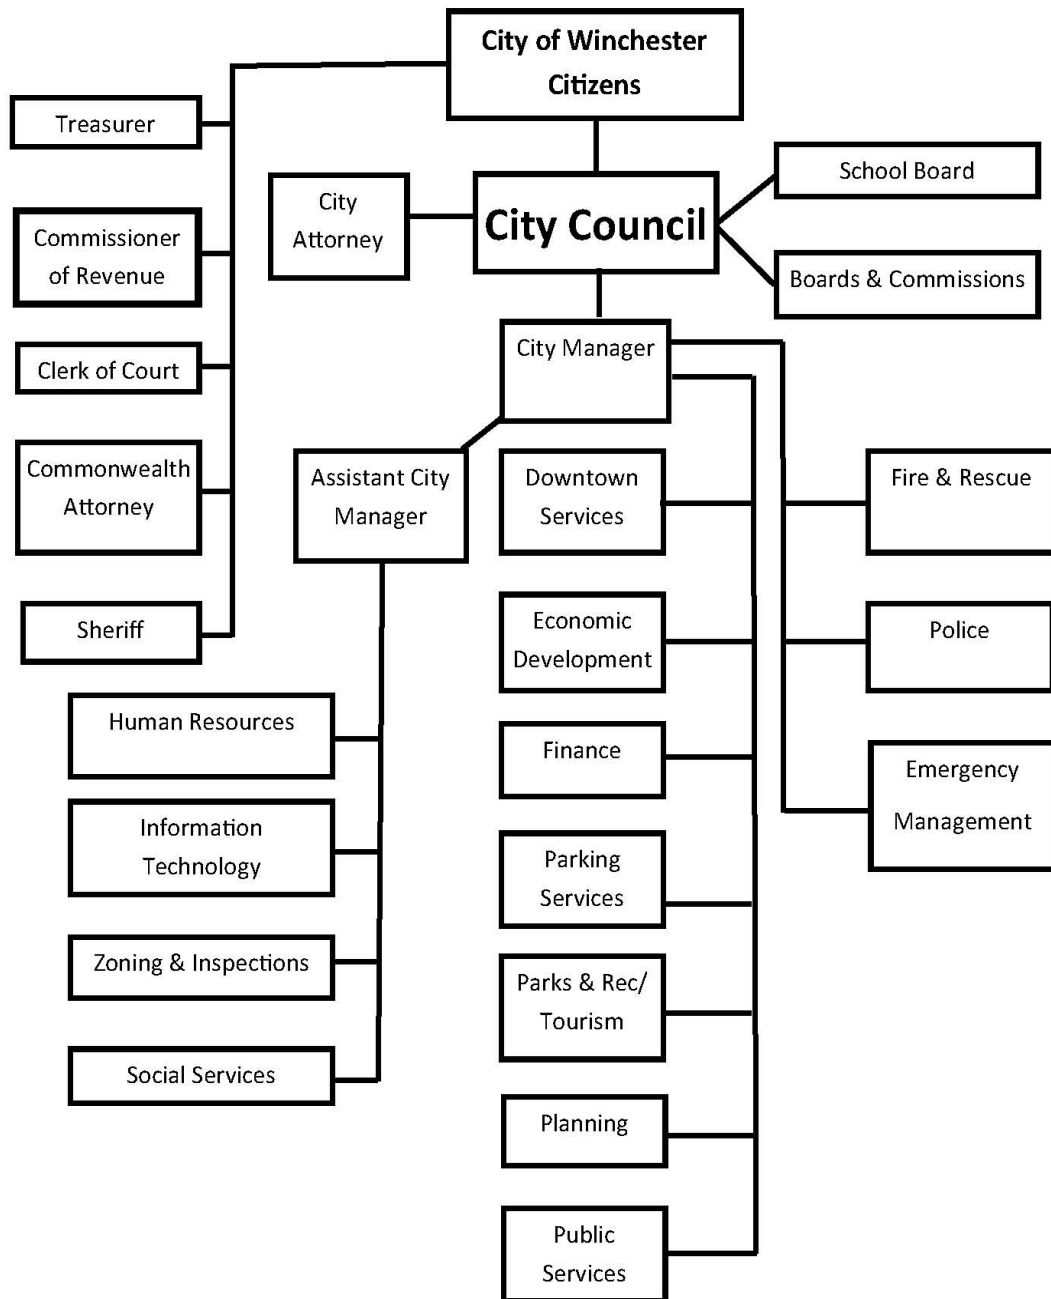 City of Winchester
Citizens
Treasurer
City
Attorney
City Council
School Board
Commissioner
of Revenue
Boards & Commissions
City Manager
Clerk of Court
Commonwealth
Attorney
Assistant City
Manager
Downtown
Services
Fire & Rescue
Sheriff
Economic
Development
Police
Human Resources
Finance
Emergency
Management
Information
Technology
Parking
Services
Zoning & Inspections
Parks & Rec/
Tourism
Social Services
Planning
Public
Services